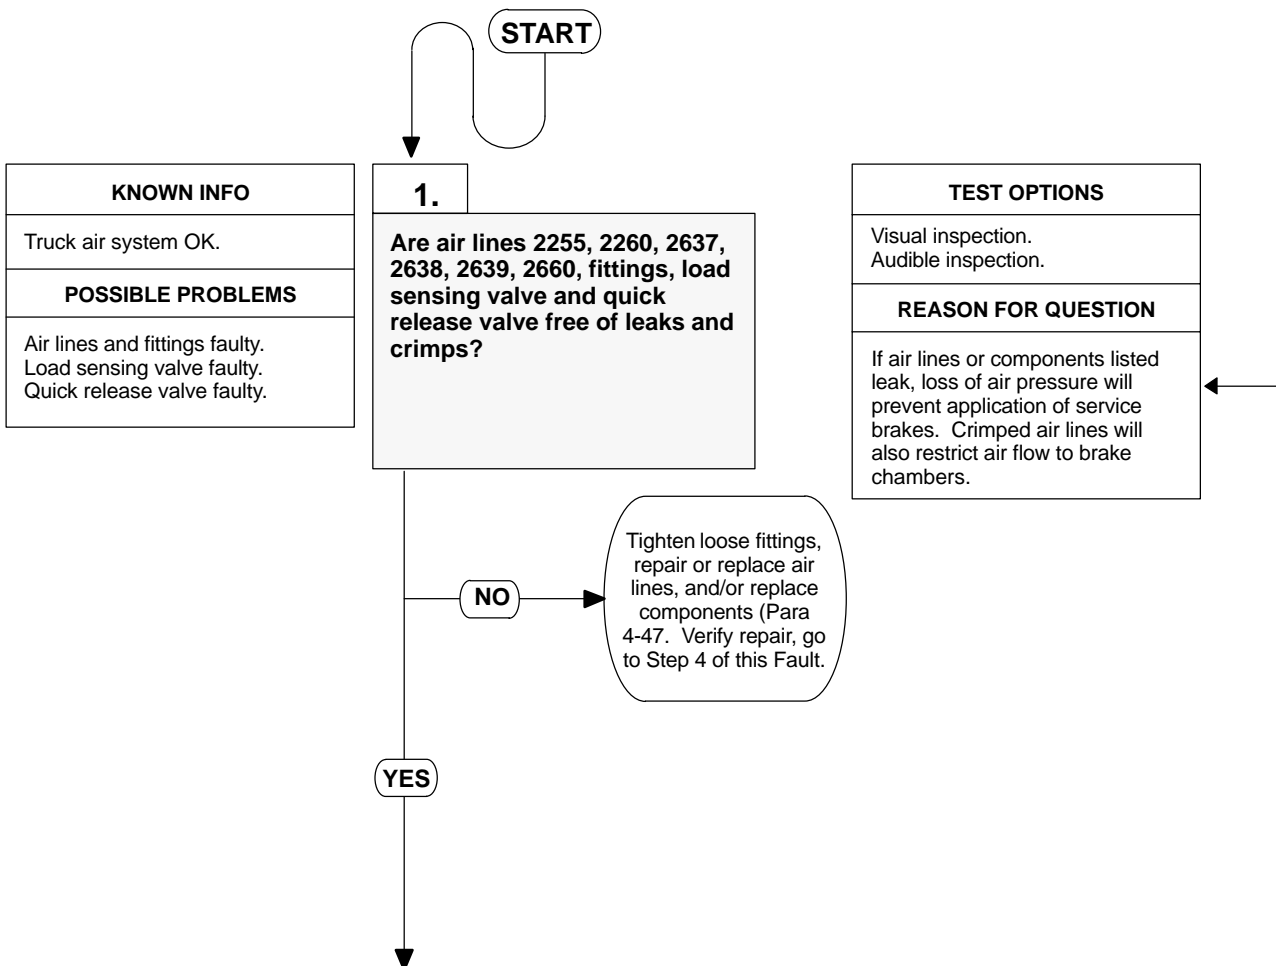 START
KNOWN INFO
Truck air system OK.
POSSIBLE PROBLEMS
Air lines and fittings faulty.
Load sensing valve faulty.
Quick release valve faulty.
1.
Are air lines 2255, 2260, 2637,
2638, 2639, 2660, fittings, load
sensing valve and quick
release valve free of leaks and
crimps?
TEST OPTIONS
Visual inspection.
Audible inspection.
REASON FOR QUESTION
If air lines or components listed
leak, loss of air pressure will
prevent application of service
brakes.  Crimped air lines will
also restrict air flow to brake
chambers.
NO
Tighten loose fittings,
repair or replace air
lines, and/or replace
components (Para
4-47.  Verify repair, go
to Step 4 of this Fault.
YES